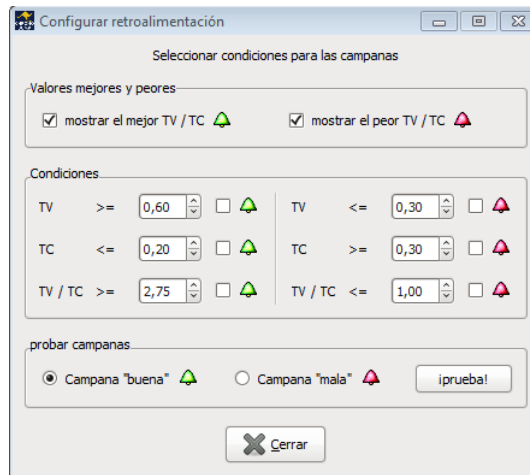 Configurar retroalimentación
Seleccionar condiciones para las campanas
Valores mejores y peores
mostrar el mejor TV / TC mostrar el peor TV / TC
Condiciones
TV >= 0,60 TV <= 0,30
TC <= 0,20 TC >= 0,30
TV / TC >= 2,75 TV / TC <= 1,00
probar campanas
Campana "buena" Campana "mala" ¡prueba!
Cerrar